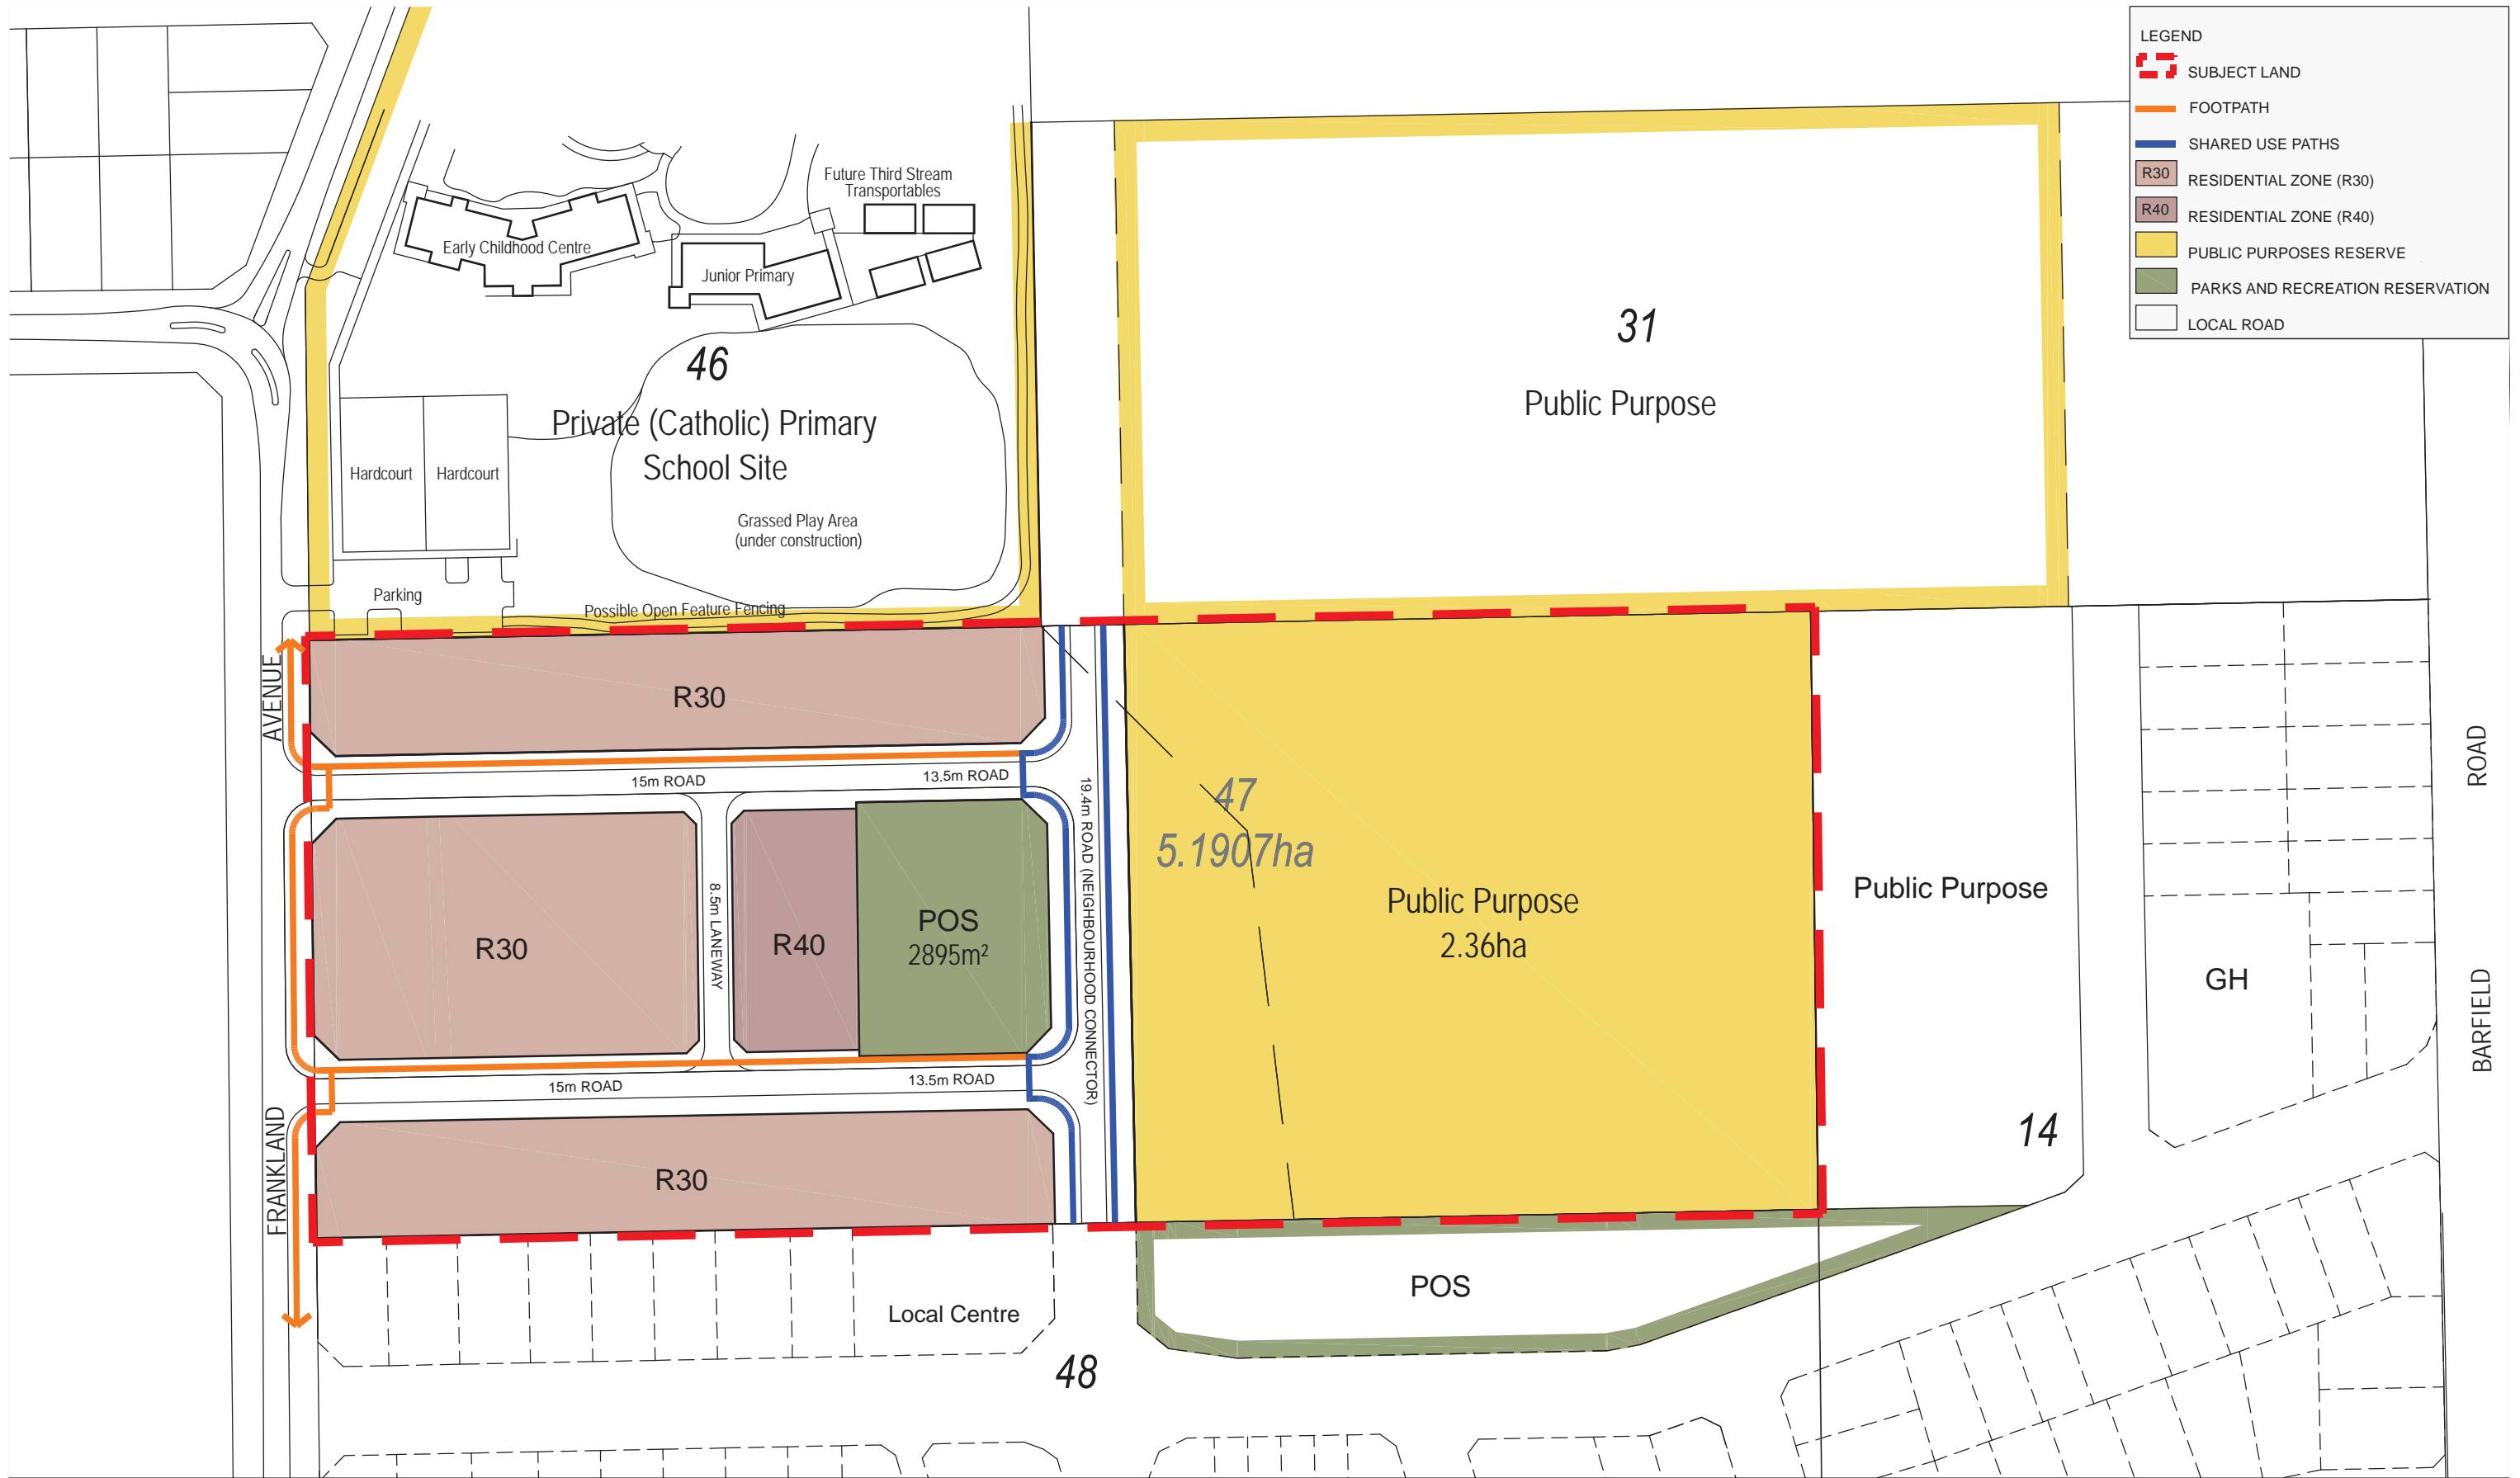 LEGEND
SUBJECT LAND
FOOTPATH
SHARED USE PATHS
R30 RESIDENTIAL ZONE (R30)
R40 RESIDENTIAL ZONE (R40)
PUBLIC PURPOSES RESERVE
PARKS AND RECREATION RESERVATION
LOCAL ROAD
Future Third Stream
Transportables
Early Childhood Centre
Junior Primary
46
Private (Catholic) Primary
School Site
Hardcourt
Hardcourt
Grassed Play Area
(under construction)
Parking
Possible Open Feature Fencing
31
Public Purpose
AVENUE
FRANKLAND
R30
15m ROAD
13.5m ROAD
R30
8.5m LANEWAY
R40
POS
2895m²
19.4m ROAD (NEIGHBOURHOOD CONNECTOR)
47
5.1907ha
Public Purpose
2.36ha
Public Purpose
15m ROAD
13.5m ROAD
R30
GH
14
ROAD
BARFIELD
Local Centre
POS
48